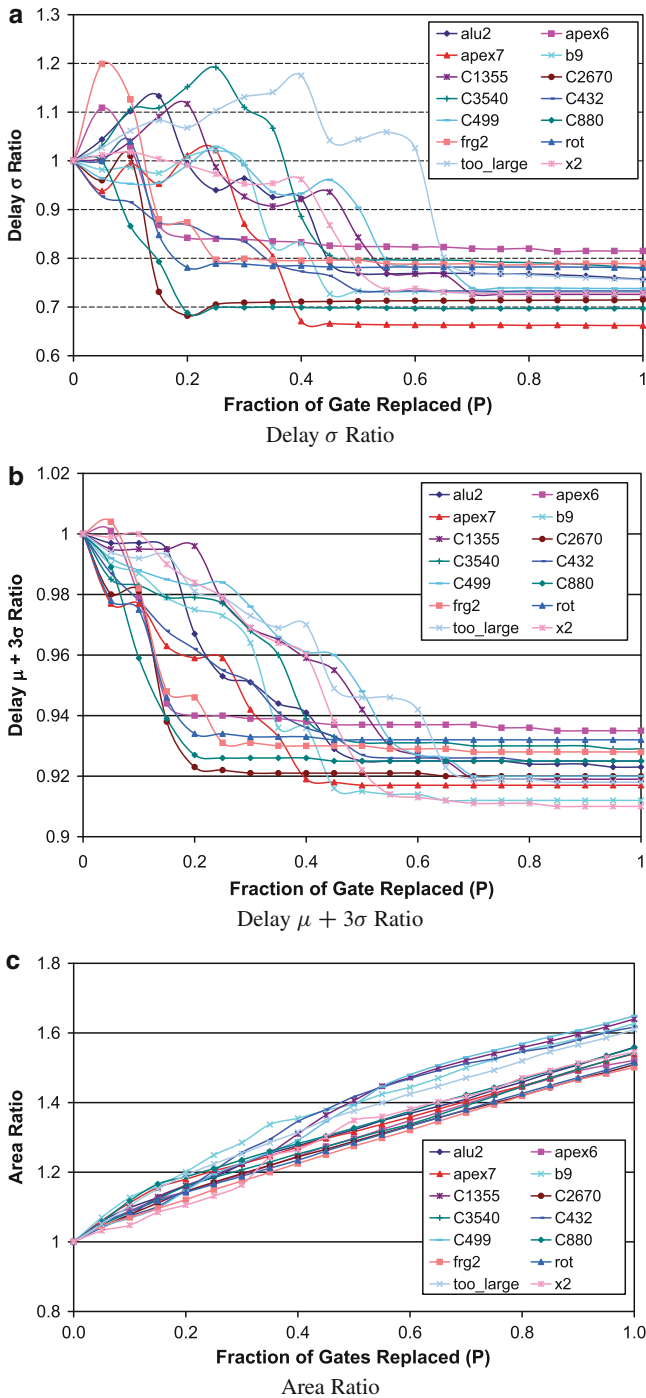 a
1.3
1.2
1.1
1
0.9
0.8
0.7
0.6
Delay σ Ratio
alu2 apex6
apex7 b9
C1355 C2670
C3540 C432
C499 C880
frg2 rot
too_large x2
0 0.2 0.4 0.6 0.8 1
Fraction of Gate Replaced (P)
Delay σ Ratio
b
1.02
1
0.98
0.96
0.94
0.92
0.9
Delay μ + 3σ Ratio
alu2 apex6
apex7 b9
C1355 C2670
C3540 C432
C499 C880
frg2 rot
too_large x2
0 0.2 0.4 0.6 0.8 1
Fraction of Gate Replaced (P)
Delay μ + 3σ Ratio
c
1.8
1.6
1.4
1.2
1
0.8
Area Ratio
alu2 apex6
apex7 b9
C1355 C2670
C3540 C432
C499 C880
frg2 rot
too_large x2
0.0 0.2 0.4 0.6 0.8 1.0
Fraction of Gates Replaced (P)
Area Ratio